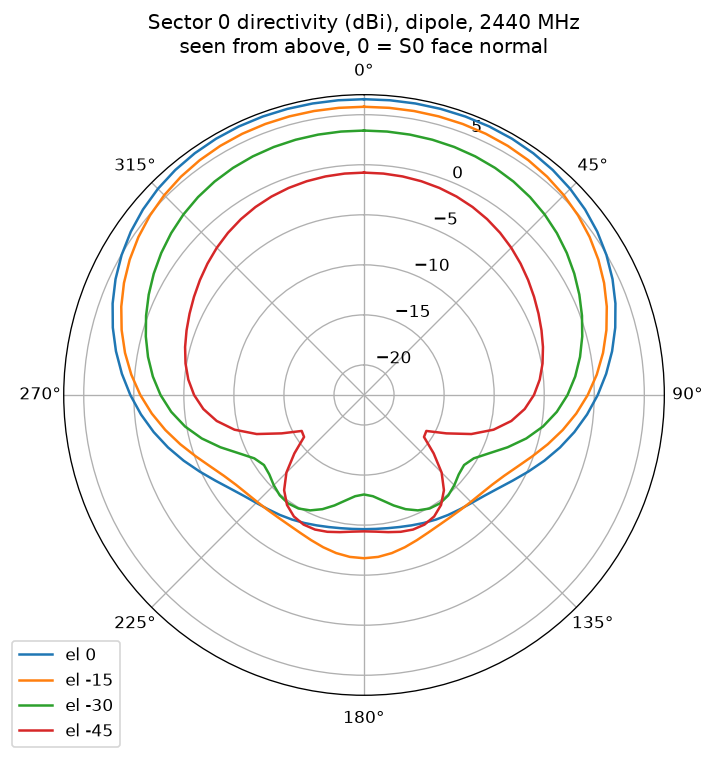 Sector 0 directivity (dBi), dipole, 2440 MHz
seen from above, 0 = S0 face normal
0°
5
315°
45°
0
−5
−10
−15
−20
270°
90°
225°
135°
180°
el 0
el -15
el -30
el -45